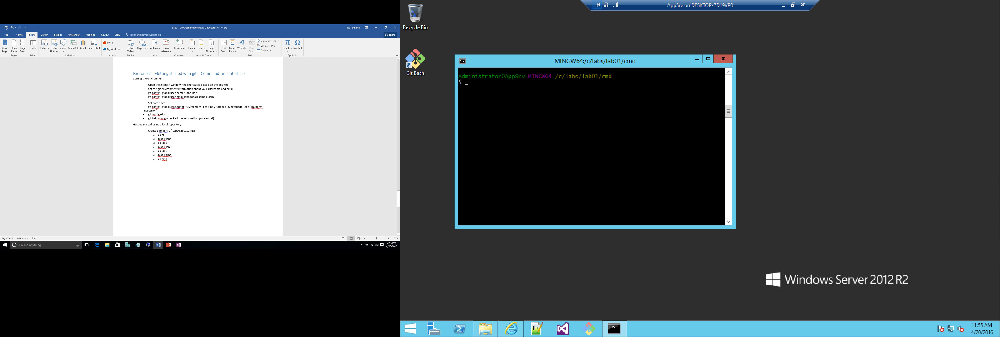 Lab01-DevOpsFundamentals-GitLocalSCM - Word
Ilias Jennane
File Home Insert Design Layout References Mailings Review View Tell me what you want to do
Share
Cover Page
Blank Page
Page Break
Table
Pictures
Online Pictures
Shapes
SmartArt
Chart
Screenshot
Store
My Add-ins
Online Video
Hyperlink
Bookmark
Cross-reference
Comment
Header
Footer
Page Number
Text Box
Quick Parts
WordArt
Drop Cap
Signature Line
Date & Time
Object
Equation
Symbol
Pages Tables Illustrations Add-ins Media Links Comments Header & Footer Text Symbols
Exercise 2 – Getting started with git – Command Line Interface
Setting the environment
- Open the git bash window (the shortcut is placed on the desktop)
- Set the git environment information about your username and email
- git config --global user.name "John Doe"
- git config --global user.email johndoe@example.com
- Set core editor
git config --global core.editor "'C:/Program Files (x86)/Notepad++/notepad++.exe' -multiInst
-nosession"
- git config --list
- git help config (check all the information you can set)
Getting started using a local repository:
- Create a folder : C:\Labs\Lab01\CMD:
o cd c:
o mkdir labs
o cd labs
o mkdir lab01
o cd lab01
o mkdir cmd
o cd cmd
Page 7 of 8 801 words
100%
Ask me anything
2:55 PM
4/20/2016
AppSrv on DESKTOP-7D19VP0
Recycle Bin
Git Bash
MINGW64:/c/labs/lab01/cmd
Administrator@AppSrv MINGW64 /c/labs/lab01/cmd
$
Windows Server 2012 R2
11:55 AM
4/20/2016